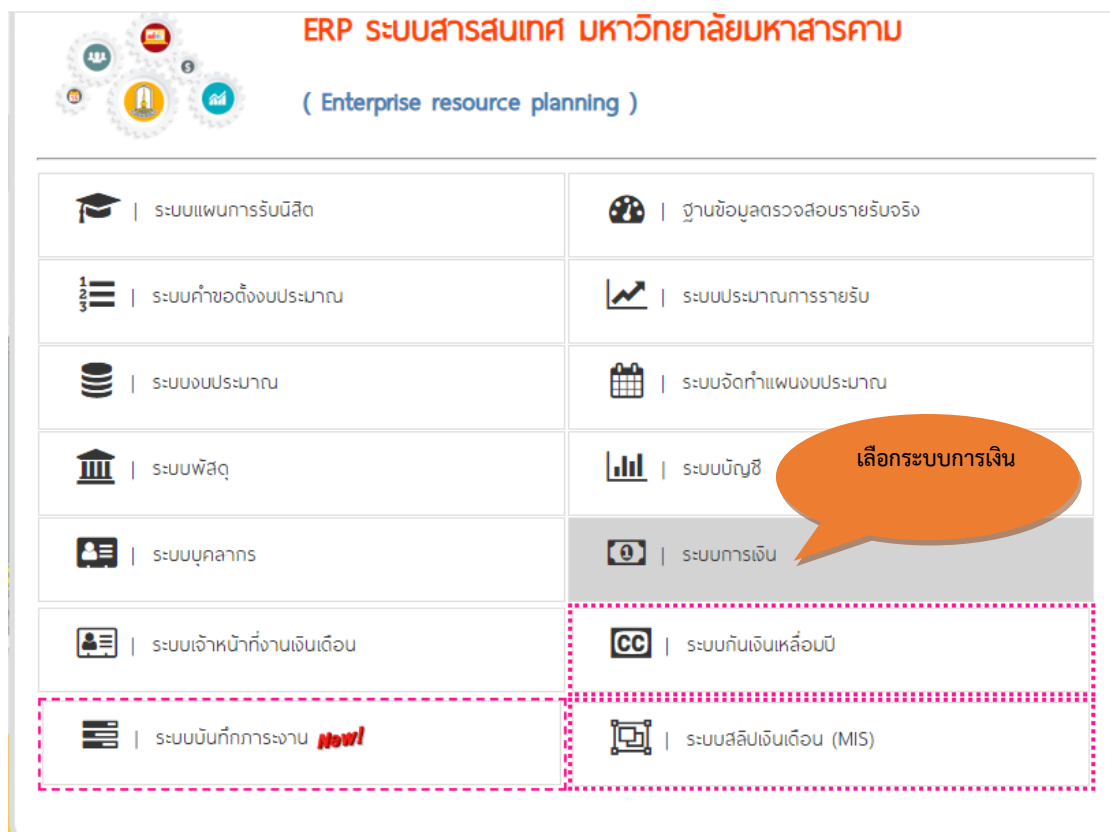 ERP ระบบสารสนเทศ มหาวิทยาลัยมหาสารคาม
( Enterprise resource planning )
| ระบบแผนการรับนิสิต
| ฐานข้อมูลตรวจสอบรายรับจริง
| ระบบคำขอตั้งงบประมาณ
| ระบบประมาณการรายรับ
| ระบบงบประมาณ
| ระบบจัดทำแผนงบประมาณ
| ระบบพัสดุ
| ระบบบัญชี
เลือกระบบการเงิน
| ระบบบุคลากร
| ระบบการเงิน
| ระบบเจ้าหน้าที่งานเงินเดือน
CC | ระบบกันเงินเหลื่อมปี
| ระบบบันทึกภาระงาน New!
| ระบบสลิปเงินเดือน (MIS)